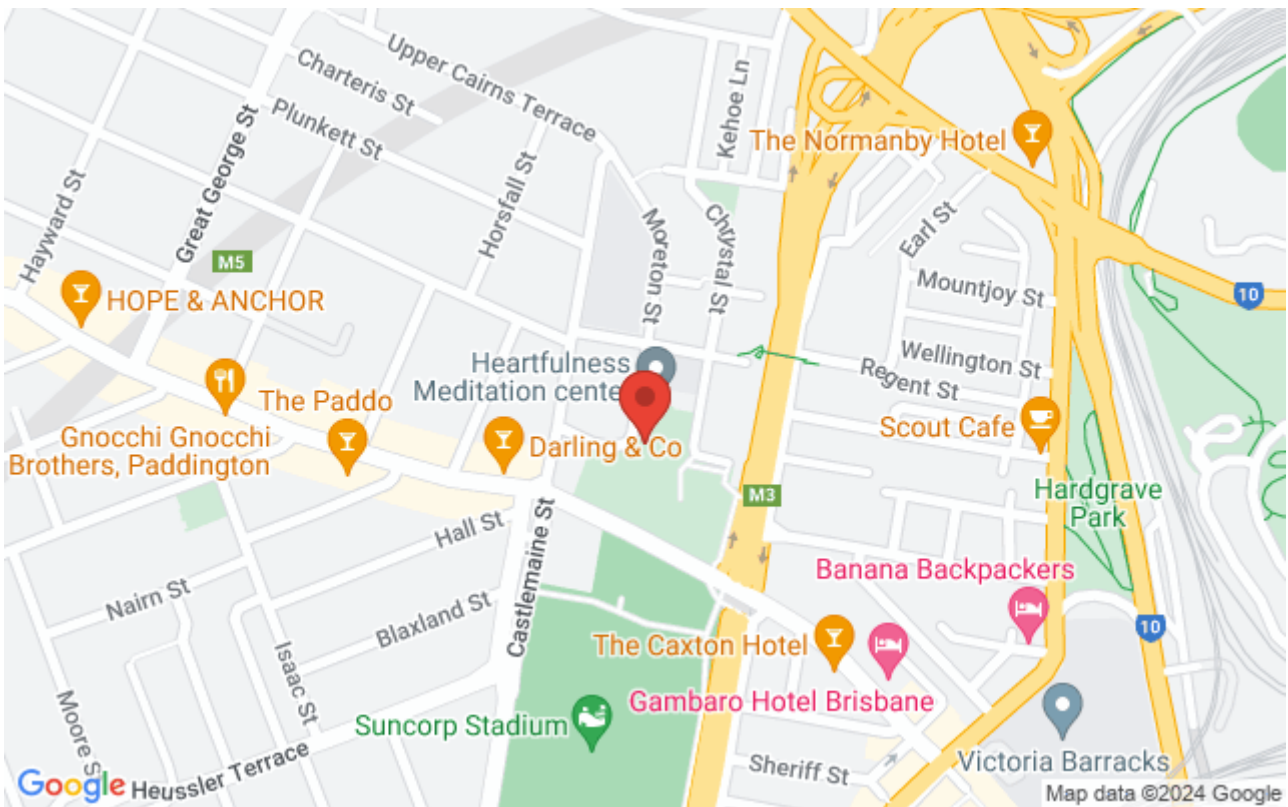 Upper Cairns Terrace
Charteris St
Plunkett St
Great George St
Kehoe Ln
The Normanby Hotel
Hayward St
Horsfall St
Moreton St
Chrystal St
Earl St
M5
Mountjoy St
10
HOPE & ANCHOR
Heartfulness
Meditation cente
Wellington St
Regent St
The Paddo
Gnocchi Gnocchi
Brothers, Paddington
Darling & Co
Scout Cafe
M3
Hardgrave
Park
Hall St
Castlemaine St
Nairn St
Blaxland St
Banana Backpackers
10
Isaac St
The Caxton Hotel
Gambaro Hotel Brisbane
Moore S
Suncorp Stadium
Heussler Terrace
Sheriff St
Victoria Barracks
Google
Map data ©2024 Google